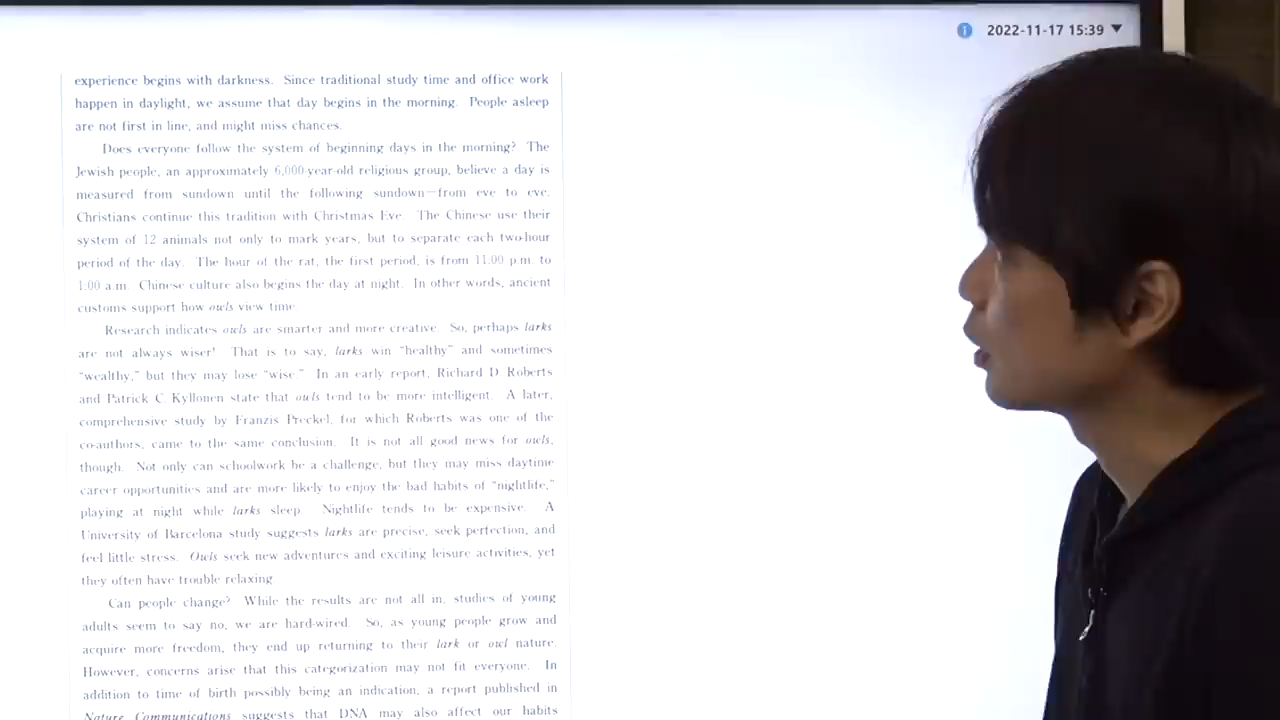 2022-11-17 15:39
experience begins with darkness. Since traditional study time and office work
happen in daylight, we assume that day begins in the morning. People asleep
are not first in line, and might miss chances.
Does everyone follow the system of beginning days in the morning? The
Jewish people, an approximately 6,000-year-old religious group, believe a day is
measured from sundown until the following sundown—from eve to eve.
Christians continue this tradition with Christmas Eve. The Chinese use their
system of 12 animals not only to mark years, but to separate each two-hour
period of the day. The hour of the rat, the first period, is from 11:00 p.m. to
1:00 a.m. Chinese culture also begins the day at night. In other words, ancient
customs support how owls view time.
Research indicates owls are smarter and more creative. So, perhaps larks
are not always wiser! That is to say, larks win “healthy” and sometimes
“wealthy,” but they may lose “wise.” In an early report, Richard D. Roberts
and Patrick C. Kyllonen state that owls tend to be more intelligent. A later,
comprehensive study by Franzis Preckel, for which Roberts was one of the
co-authors, came to the same conclusion. It is not all good news for owls,
though. Not only can schoolwork be a challenge, but they may miss daytime
career opportunities and are more likely to enjoy the bad habits of “nightlife,”
playing at night while larks sleep. Nightlife tends to be expensive. A
University of Barcelona study suggests larks are precise, seek perfection, and
feel little stress. Owls seek new adventures and exciting leisure activities, yet
they often have trouble relaxing.
Can people change? While the results are not all in, studies of young
adults seem to say no, we are hard-wired. So, as young people grow and
acquire more freedom, they end up returning to their lark or owl nature.
However, concerns arise that this categorization may not fit everyone. In
addition to time of birth possibly being an indication, a report published in
Nature Communications suggests that DNA may also affect our habits